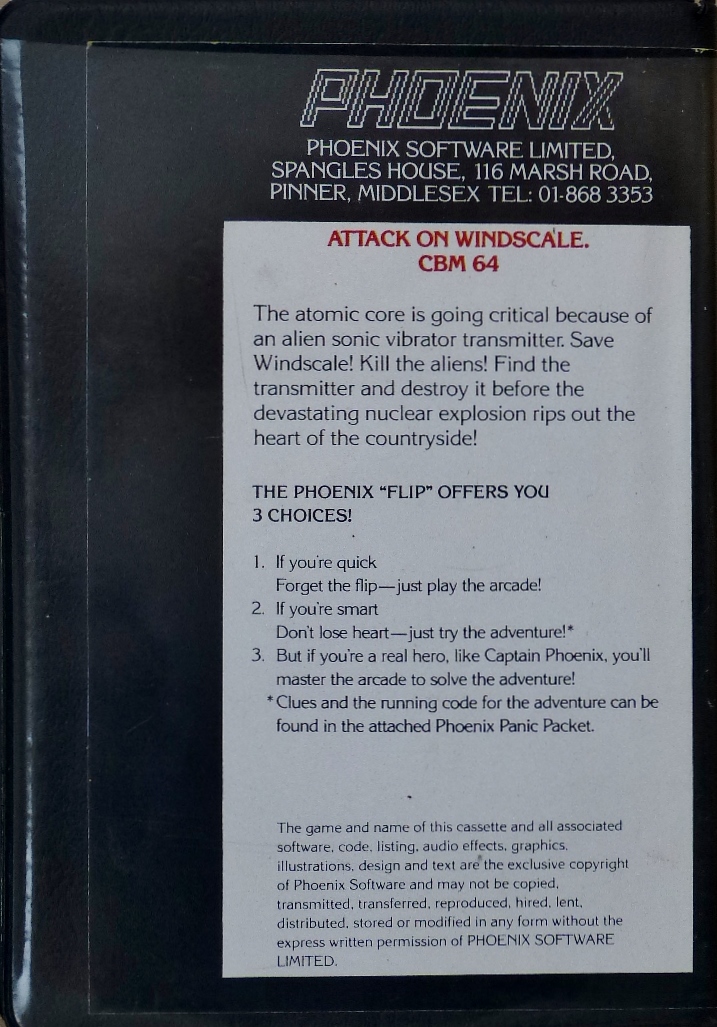 PHOENIX
PHOENIX SOFTWARE LIMITED,
SPANGLES HOUSE, 116 MARSH ROAD,
PINNER, MIDDLESEX TEL: 01-868 3353
ATTACK ON WINDSCALE.
CBM 64
The atomic core is going critical because of
an alien sonic vibrator transmitter. Save
Windscale! Kill the aliens! Find the
transmitter and destroy it before the
devastating nuclear explosion rips out the
heart of the countryside!
THE PHOENIX “FLIP” OFFERS YOU
3 CHOICES!
1. If you're quick
Forget the flip—just play the arcade!
2. If you're smart
Don't lose heart—just try the adventure!*
3. But if you're a real hero, like Captain Phoenix, you'll
master the arcade to solve the adventure!
*Clues and the running code for the adventure can be
found in the attached Phoenix Panic Packet.
The game and name of this cassette and all associated
software, code, listing, audio effects, graphics,
illustrations, design and text are the exclusive copyright
of Phoenix Software and may not be copied,
transmitted, transferred, reproduced, hired, lent,
distributed, stored or modified in any form without the
express written permission of PHOENIX SOFTWARE
LIMITED.